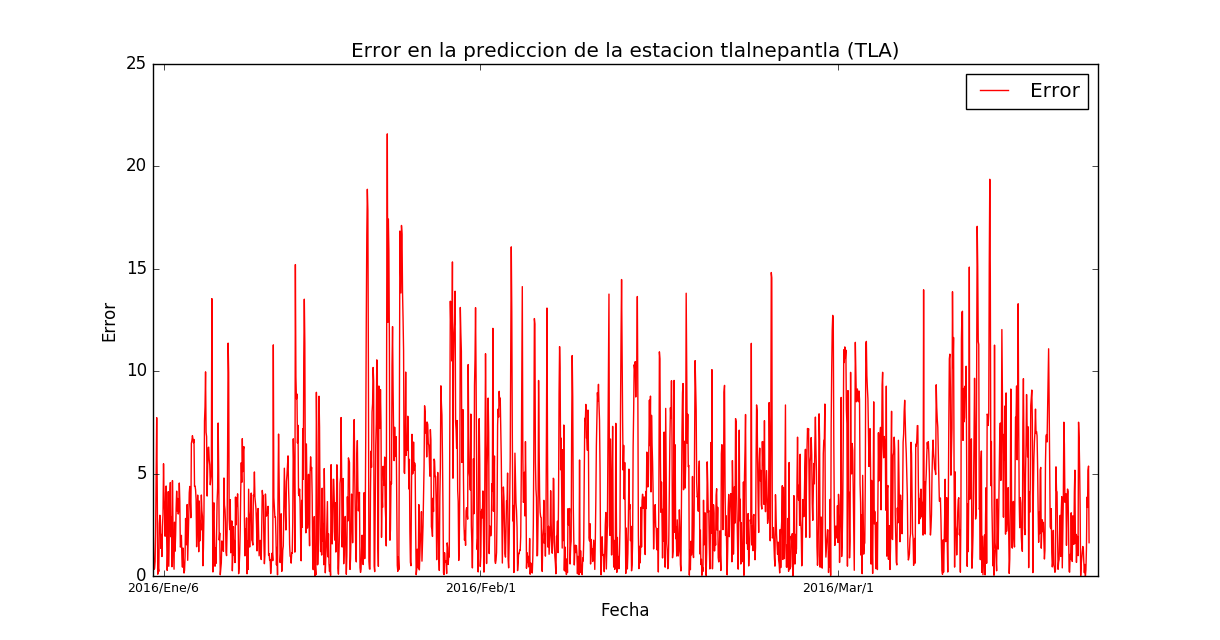 Error en la prediccion de la estacion tlalnepantla (TLA)
25
20
15
10
5
0
Error
Error
2016/Ene/6
2016/Feb/1
2016/Mar/1
Fecha